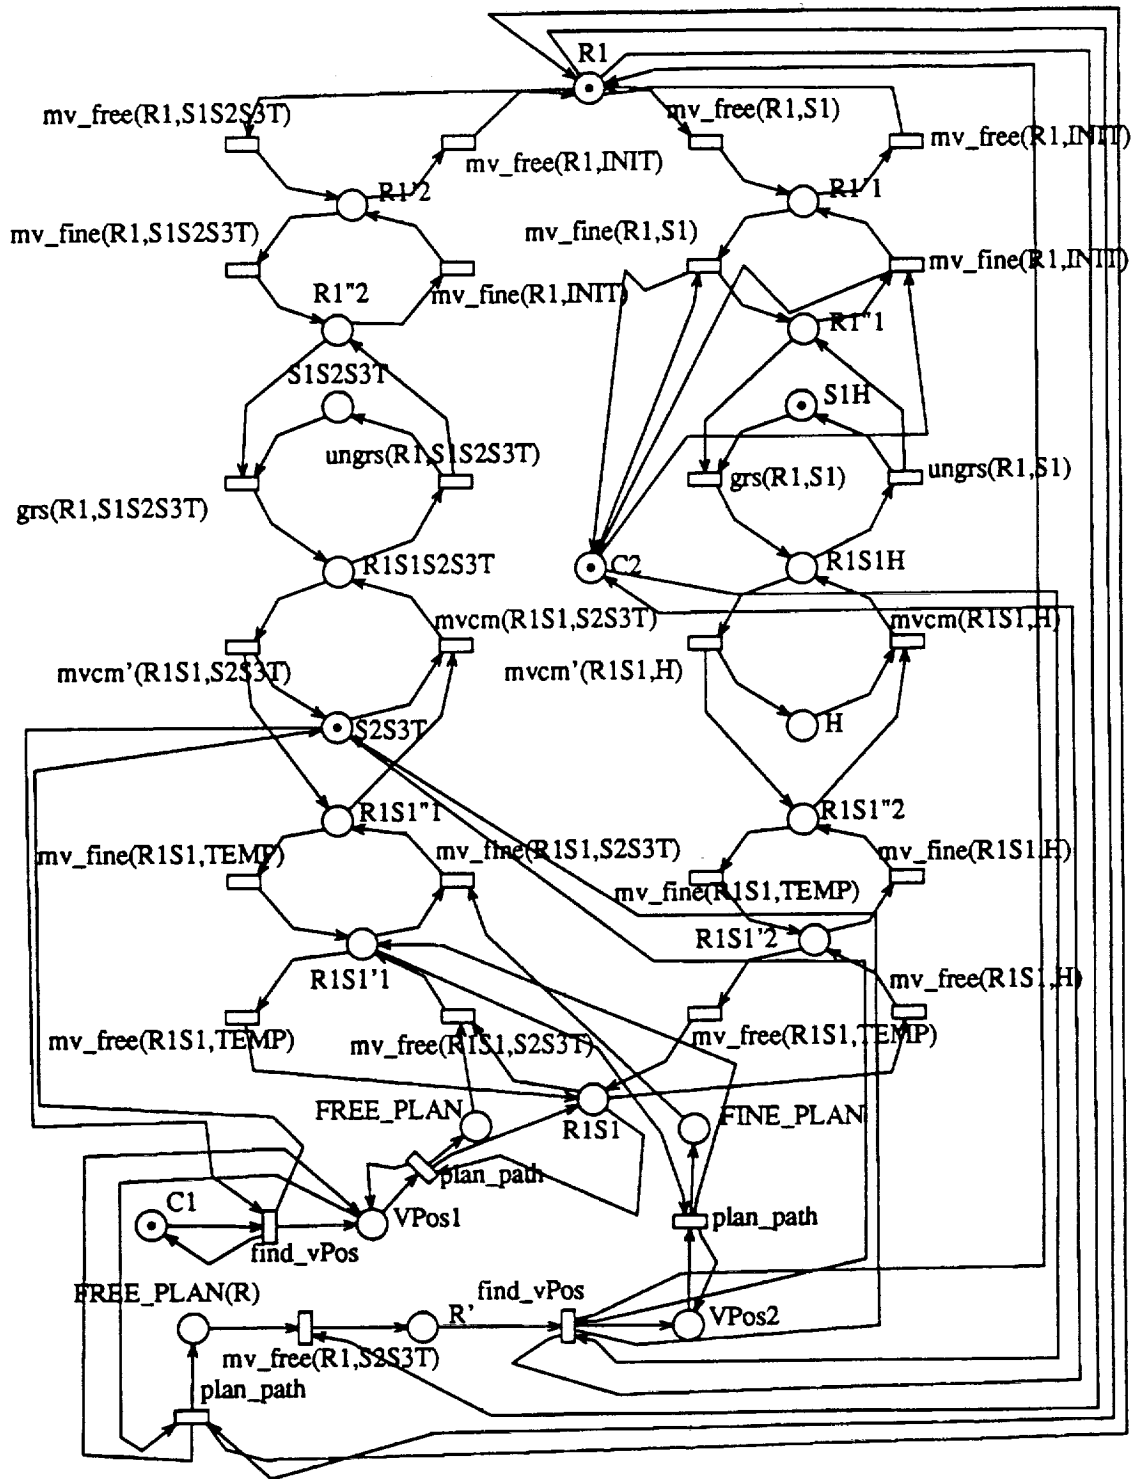 R1
mv_free(R1,S1S2S3T)
mv_free(R1,S1)
mv_free(R1,INIT)
mv_free(R1,INIT)
R1'2
R1'1
mv_fine(R1,S1S2S3T)
mv_fine(R1,S1)
mv_fine(R1,INIT)
R1"2
mv_fine(R1,INIT)
R1"1
S1S2S3T
S1H
ungrs(R1,S1S2S3T)
grs(R1,S1)
ungrs(R1,S1)
grs(R1,S1S2S3T)
R1S1S2S3T
C2
R1S1H
mvcm(R1S1,S2S3T)
mvcm(R1S1,H)
mvcm'(R1S1,S2S3T)
mvcm'(R1S1,H)
S2S3T
H
R1S1"1
R1S1"2
mv_fine(R1S1,TEMP)
mv_fine(R1S1,S2S3T)
mv_fine(R1S1,H)
mv_fine(R1S1,TEMP)
R1S1'2
R1S1'1
mv_free(R1S1,H)
mv_free(R1S1,TEMP)
mv_free(R1S1,S2S3T)
mv_free(R1S1,TEMP)
FREE_PLAN
R1S1
FINE_PLAN
plan_path
C1
VPos1
plan_path
find_vPos
FREE_PLAN(R)
find_vPos
R'
VPos2
mv_free(R1,S2S3T)
plan_path